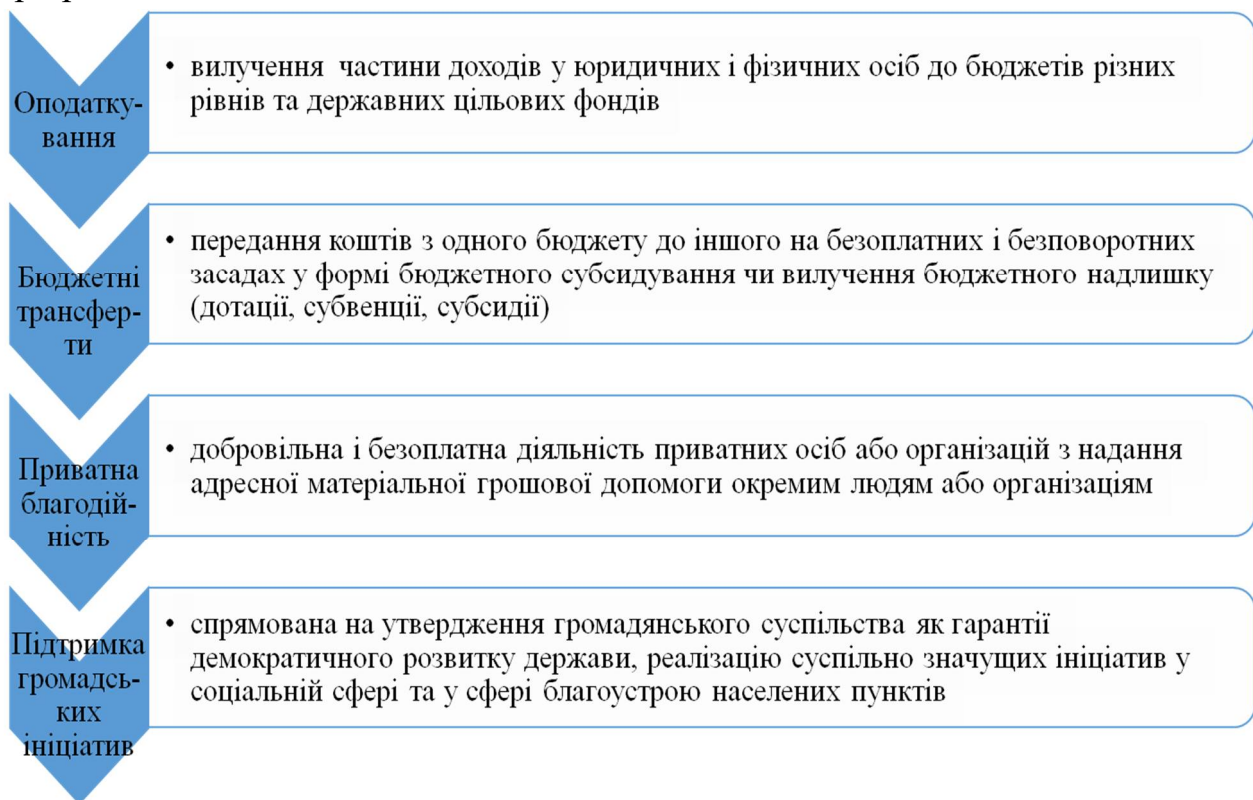 Оподатку-
вання
• вилучення частини доходів у юридичних і фізичних осіб до бюджетів різних
рівнів та державних цільових фондів
Бюджетні
трансфер-
ти
• передання коштів з одного бюджету до іншого на безоплатних і безповоротних
засадах у формі бюджетного субсидування чи вилучення бюджетного надлишку
(дотації, субвенції, субсидії)
Приватна
благодій-
ність
• добровільна і безоплатна діяльність приватних осіб або організацій з надання
адресної матеріальної грошової допомоги окремим людям або організаціям
Підтримка
громадсь-
ких
ініціатив
• спрямована на утвердження громадянського суспільства як гарантії
демократичного розвитку держави, реалізацію суспільно значущих ініціатив у
соціальній сфері та у сфері благоустрою населених пунктів